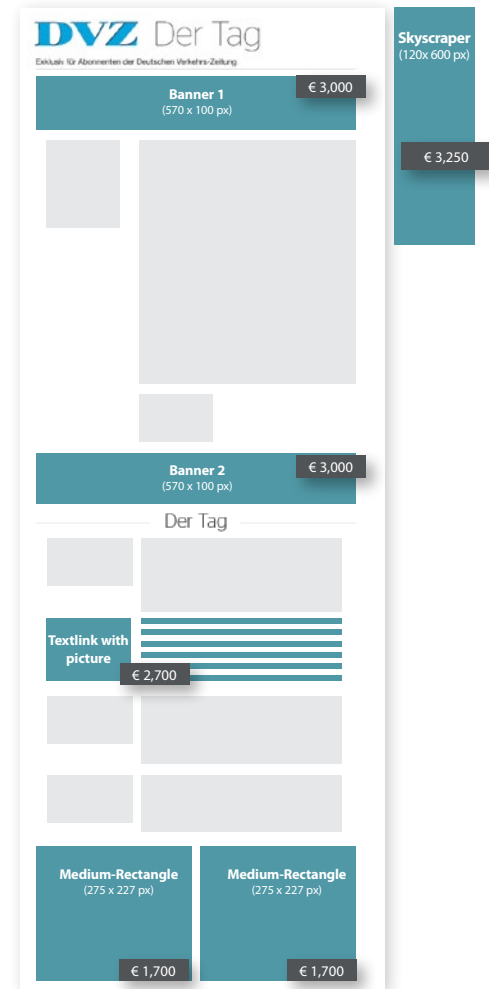 DVZ Der Tag
Exklusiv für Abonnenten der Deutschen Verkehrs-Zeitung
€ 3,000
Banner 1
(570 x 100 px)
Skyscraper
(120x 600 px)
€ 3,250
Banner 2
(570 x 100 px)
€ 3,000
Der Tag
Textlink with
picture
€ 2,700
Medium-Rectangle
(275 x 227 px)
€ 1,700
Medium-Rectangle
(275 x 227 px)
€ 1,700